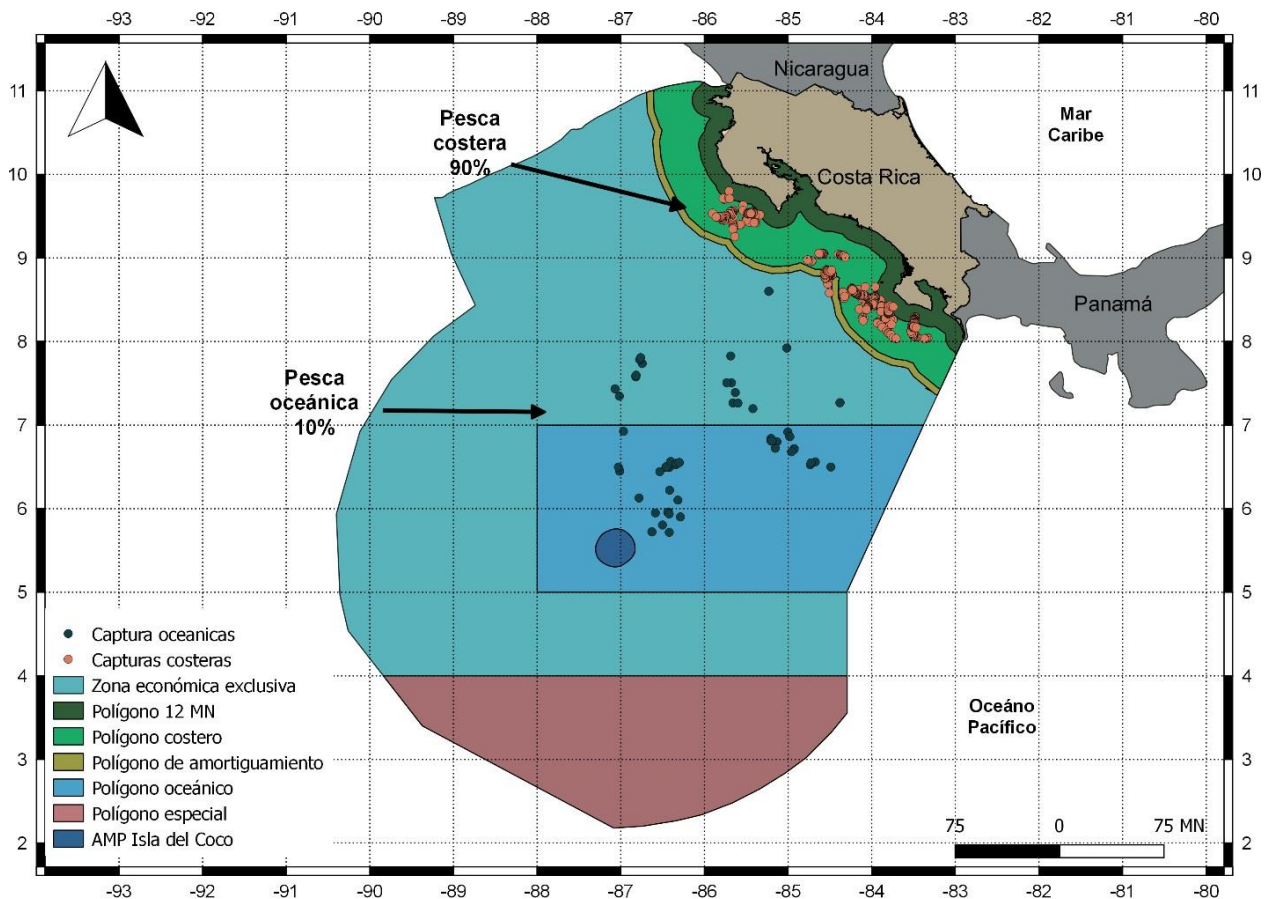 -93 -92 -91 -90 -89 -88 -87 -86 -85 -84 -83 -82 -81 -80
Nicaragua
11 11
Pesca
costera
90%
Mar
Caribe
10 10
Costa Rica
9 9
Panamá
8 8
Pesca
oceánica
10%
7 7
6 6
5 5
Captura oceanicas
Capturas costeras
Zona económica exclusiva
4 4
Polígono 12 MN
Oceáno
Pacífico
Polígono costero
Polígono de amortiguamiento
3 3
Polígono oceánico
Polígono especial
75 0 75 MN
AMP Isla del Coco
2 2
-93 -92 -91 -90 -89 -88 -87 -86 -85 -84 -83 -82 -81 -80